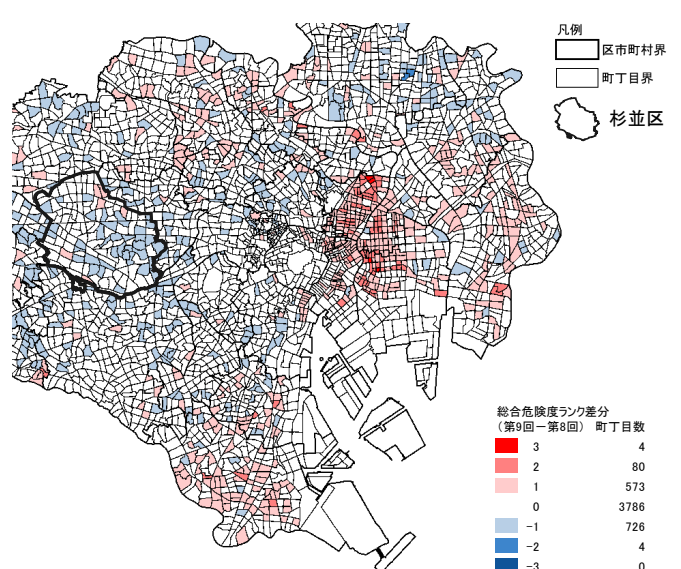 凡例
区市町村界
町丁目界
杉並区
総合危険度ランク差分
（第9回－第8回） 町丁目数
3 4
2 80
1 573
0 3786
−1 726
−2 4
−3 0